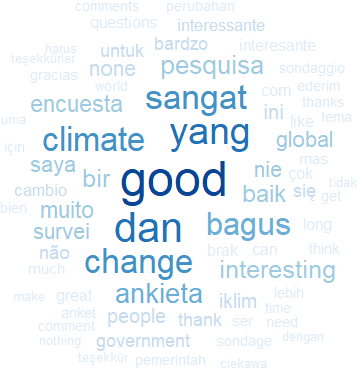 comments perubahan
questions interessante
harus untuk bardzo interesante
teşekkürler none pesquisa sondaggio
gracias world sangat com ederim
encuesta ini thanks
uma climate yang like tema
için global
saya bir good nie mas çok
cambio baik się tidak
bien muito dan bagus get
survei long
não change brak can think
much interesting
make great ankieta iklim lebih
anket people thank ser time
comment need
nothing government sondage dengan
teşekkür pemerintah ciekawa